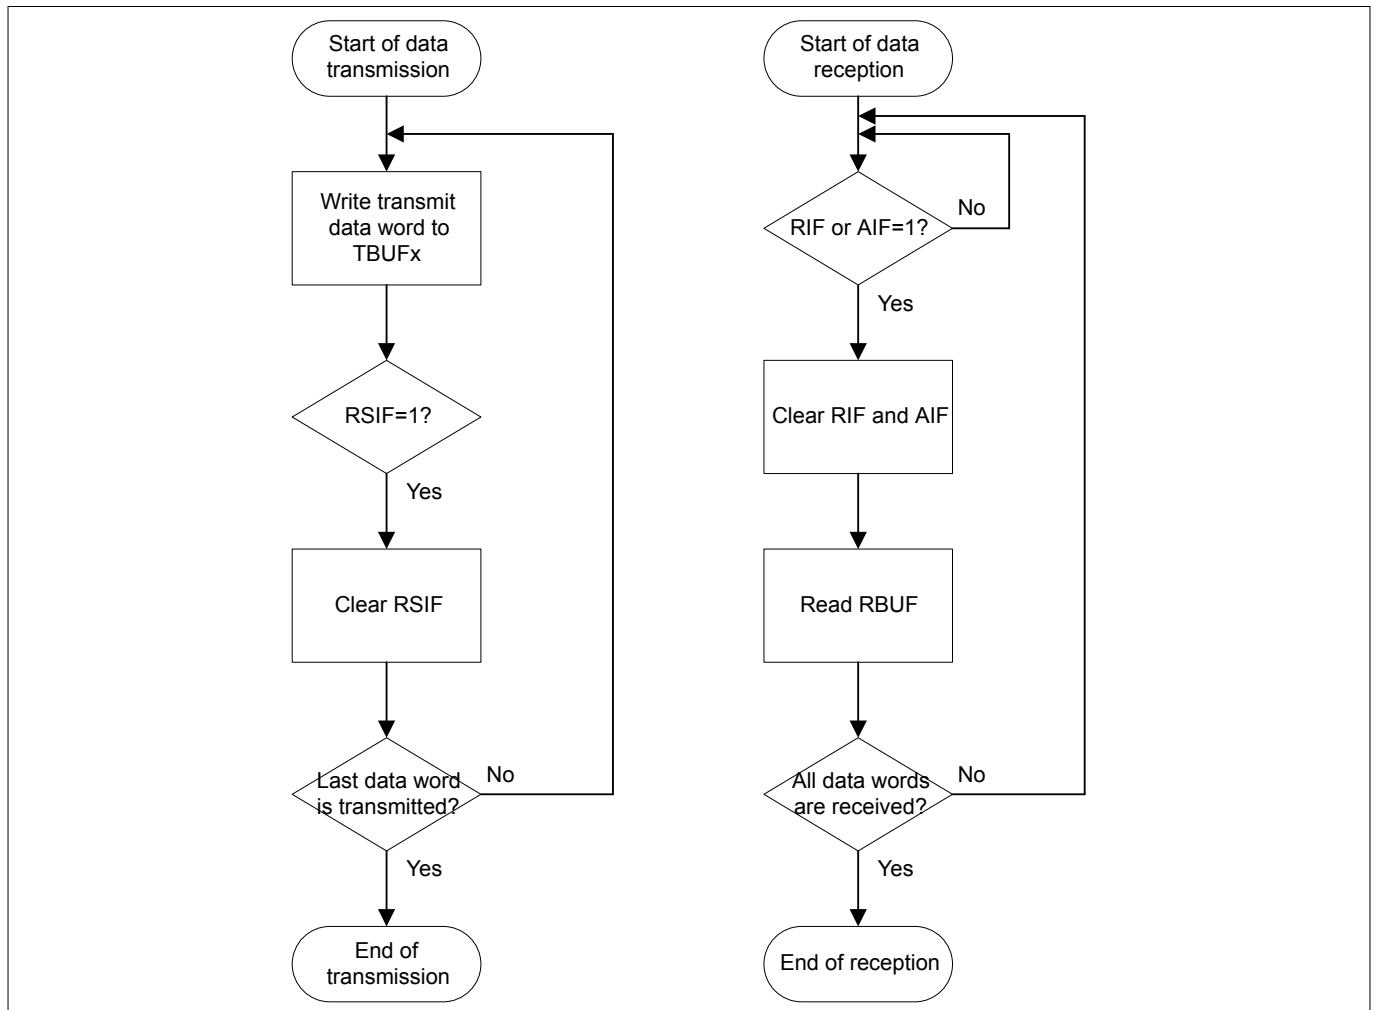 Start of data
transmission
Write transmit
data word to
TBUFx
RSIF=1?
Yes
Clear RSIF
Last data word
is transmitted?
No
Yes
End of
transmission
Start of data
reception
RIF or AIF=1?
No
Yes
Clear RIF and AIF
Read RBUF
All data words
are received?
No
Yes
End of reception